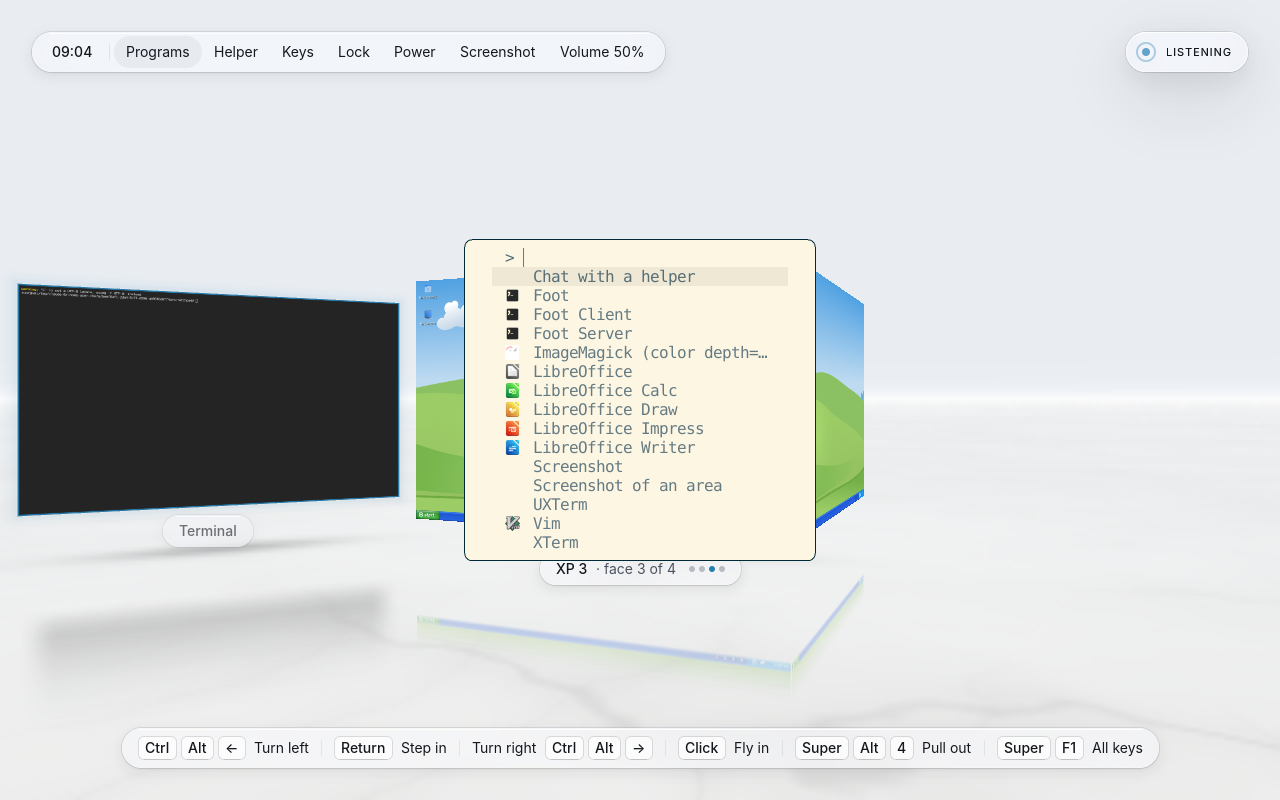 09:04 Programs Helper Keys Lock Power Screenshot Volume 50%
LISTENING
>
Chat with a helper
Foot
Foot Client
Foot Server
ImageMagick (color depth=…
LibreOffice
LibreOffice Calc
LibreOffice Draw
LibreOffice Impress
LibreOffice Writer
Screenshot
Screenshot of an area
UXTerm
Vim
XTerm
Terminal
XP 3 · face 3 of 4
Ctrl Alt ← Turn left Return Step in Turn right Ctrl Alt → Click Fly in Super Alt 4 Pull out Super F1 All keys